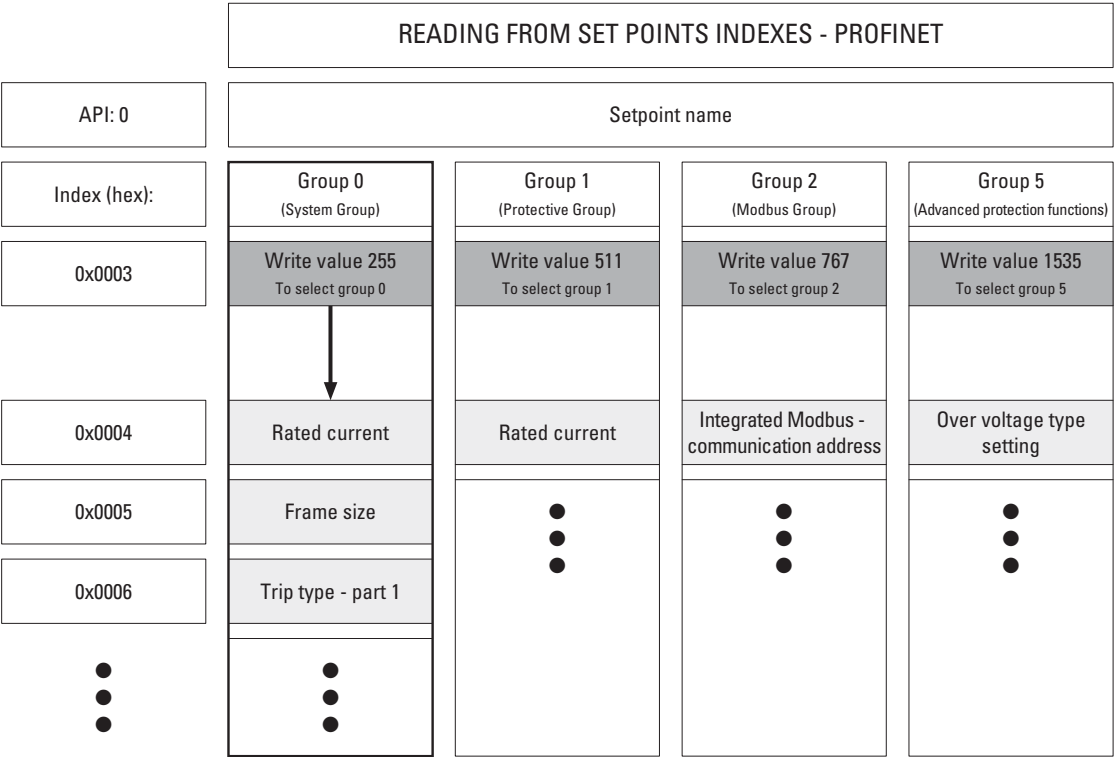 READING FROM SET POINTS INDEXES - PROFINET
API: 0
Setpoint name
Index (hex):
Group 0
(System Group)
Group 1
(Protective Group)
Group 2
(Modbus Group)
Group 5
(Advanced protection functions)
0x0003
Write value 255
To select group 0
Write value 511
To select group 1
Write value 767
To select group 2
Write value 1535
To select group 5
0x0004
Rated current
Rated current
Integrated Modbus -
communication address
Over voltage type
setting
0x0005
Frame size
0x0006
Trip type - part 1